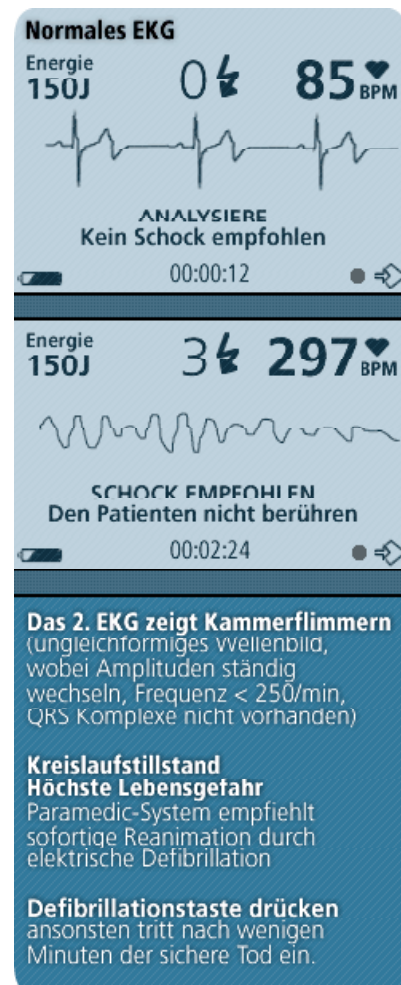 Normales EKG
Energie
150J
0
85
BPM
ANALYSIERE
Kein Schock empfohlen
00:00:12
Energie
150J
3
297
BPM
SCHOCK EMPFOHLEN
Den Patienten nicht berühren
00:02:24
Das 2. EKG zeigt Kammerflimmern
(ungleichformiges Wellenbild,
wobei Amplituden ständig
wechseln, Frequenz < 250/min,
QRS Komplexe nicht vorhanden)
Kreislaufstillstand
Höchste Lebensgefahr
Paramedic-System empfiehlt
sofortige Reanimation durch
elektrische Defibrillation
Defibrillationstaste drücken
ansonsten tritt nach wenigen
Minuten der sichere Tod ein.